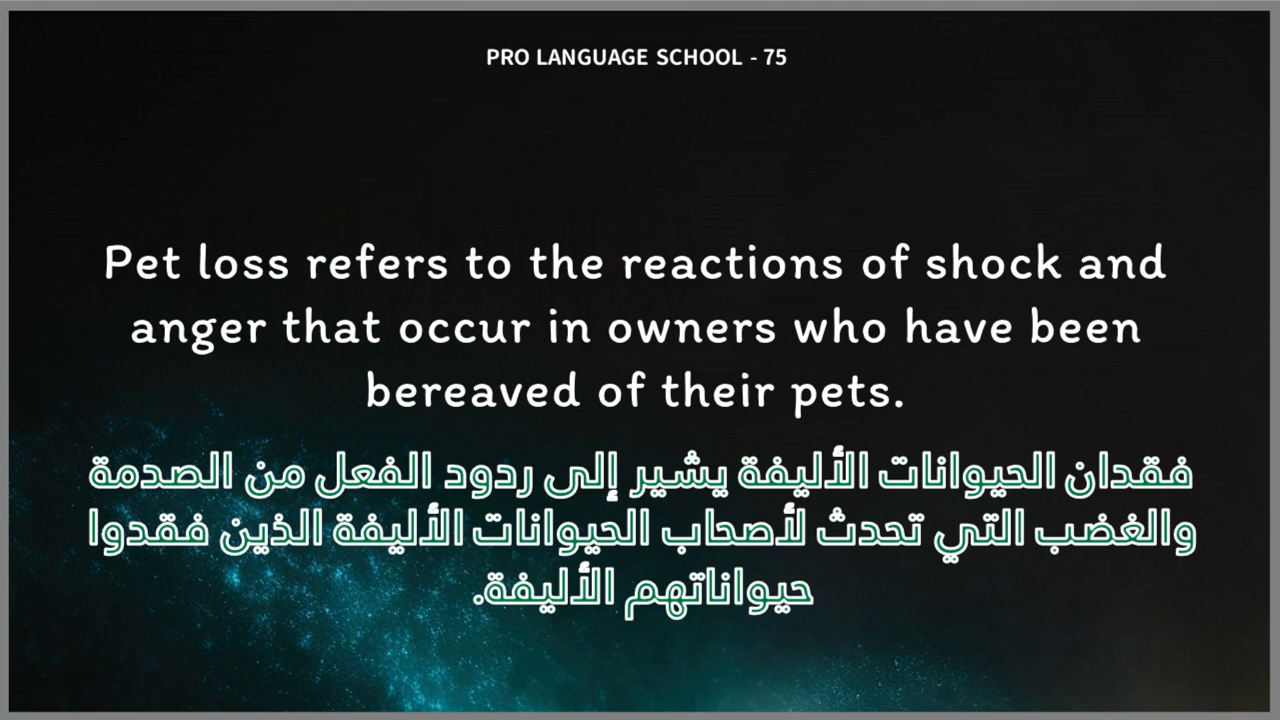 PRO LANGUAGE SCHOOL - 75
Pet loss refers to the reactions of shock and
anger that occur in owners who have been
bereaved of their pets.
فقدان الحيوانات الأليفة يشير إلى ردود الفعل من الصدمة
والغضب التي تحدث لأصحاب الحيوانات الأليفة الذين فقدوا
حيواناتهم الأليفة.